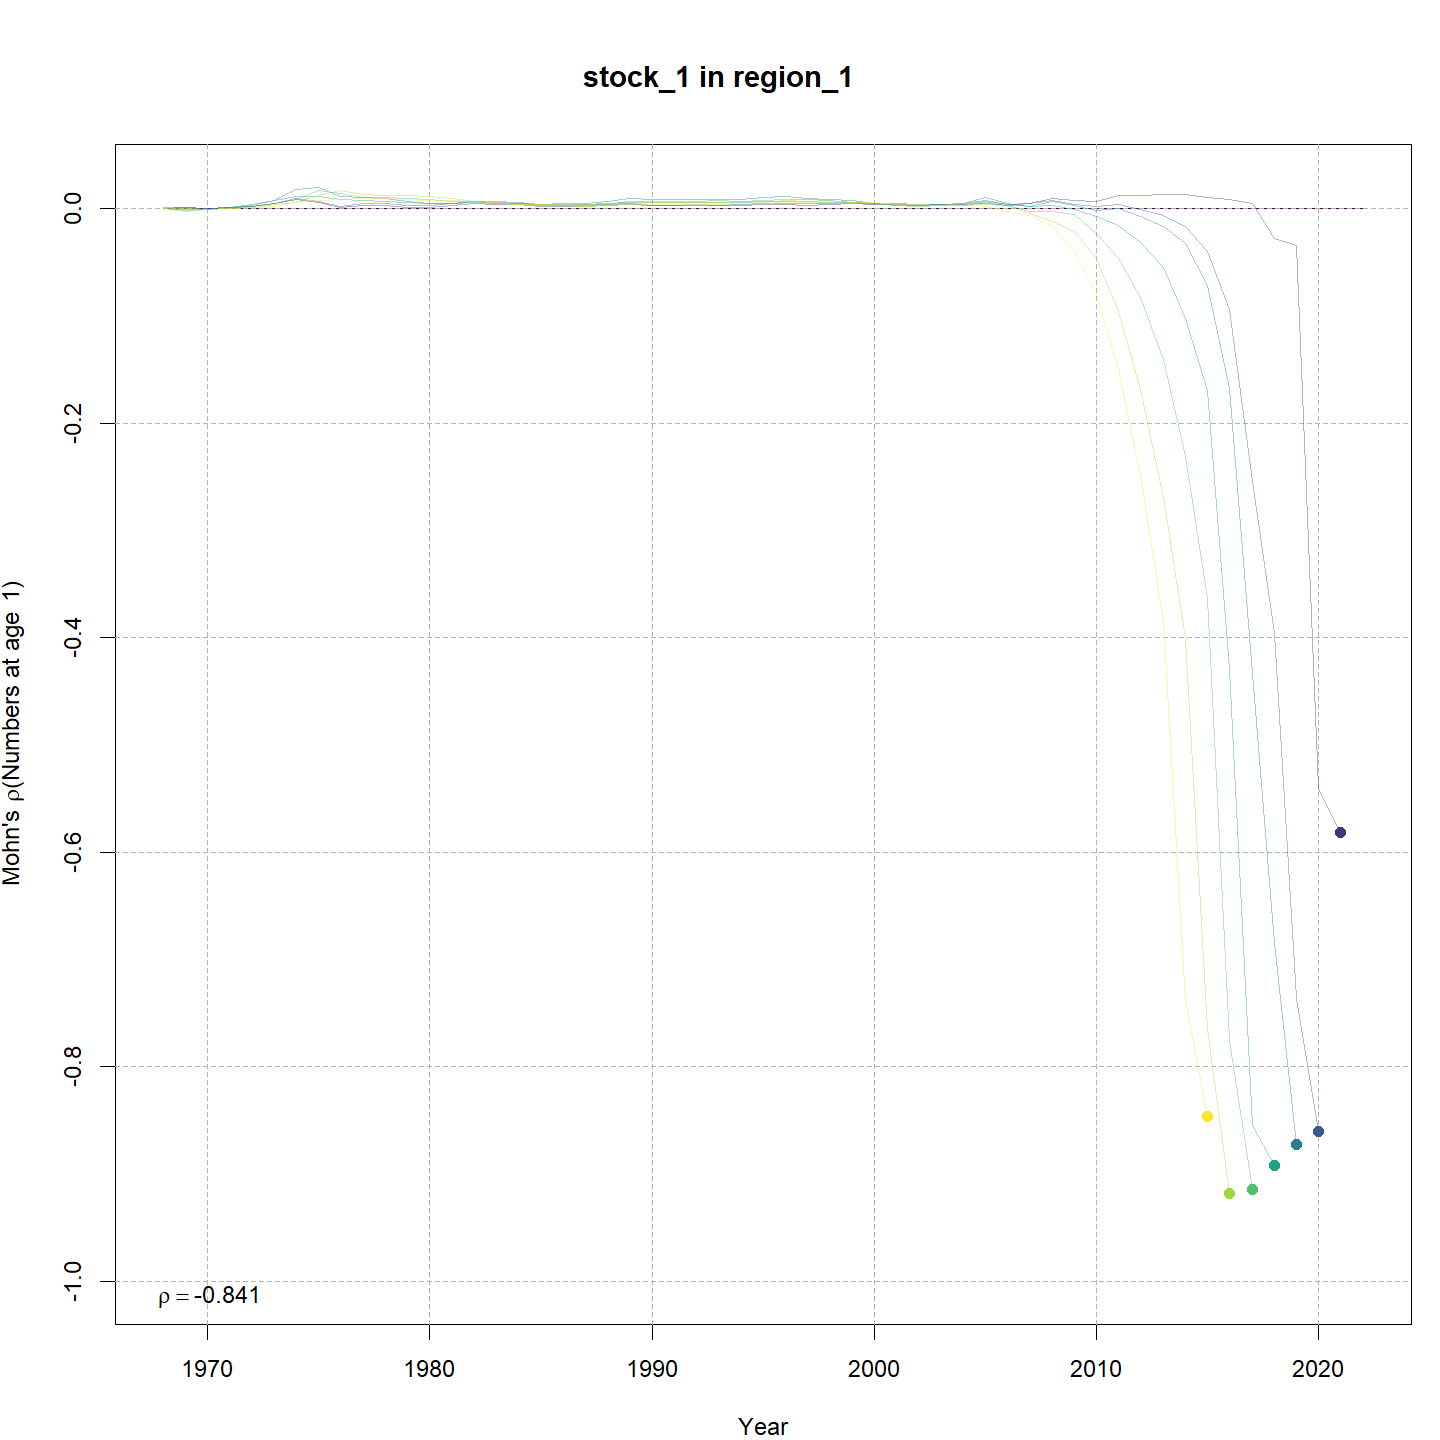 stock_1 in region_1
Mohn's ρ(Numbers at age 1)
0.0
-0.2
-0.4
-0.6
-0.8
-1.0
ρ = -0.841
1970 1980 1990 2000 2010 2020
Year